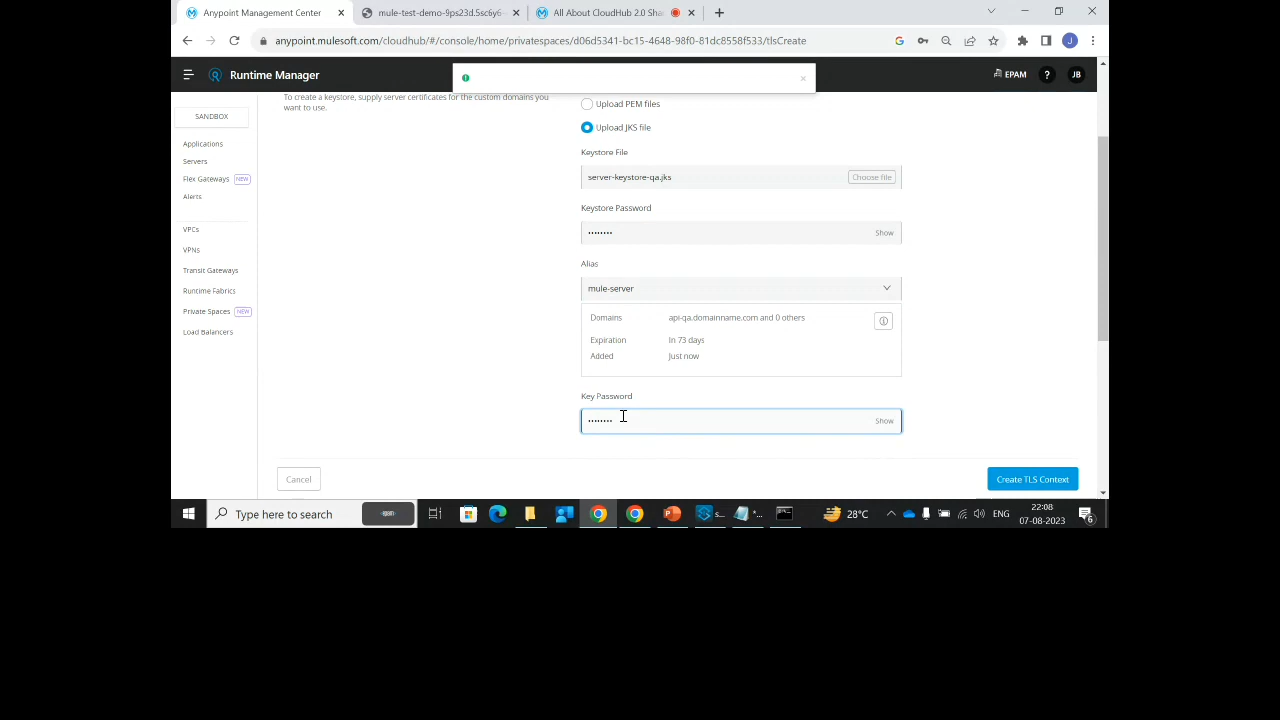 Anypoint Management Center
mule-test-demo-9ps23d.5sc6y6-
All About CloudHub 2.0 Shar
anypoint.mulesoft.com/cloudhub/#/console/home/privatespaces/d06d5341-bc15-4648-98f0-81dc8558f533/tlsCreate
J
Runtime Manager
EPAM
?
JB
To create a keystore, supply server certificates for the custom domains you
want to use.
SANDBOX
Applications
Servers
Flex Gateways NEW
Alerts
VPCs
VPNs
Transit Gateways
Runtime Fabrics
Private Spaces NEW
Load Balancers
Upload PEM files
Upload JKS file
Keystore File
server-keystore-qa.jks
Choose file
Keystore Password
•••••••• Show
Alias
mule-server
Domains api-qa.domainname.com and 0 others
Expiration In 73 days
Added Just now
Key Password
•••••••• Show
Cancel
Create TLS Context
Type here to search
28°C
ENG
22:08
07-08-2023
6